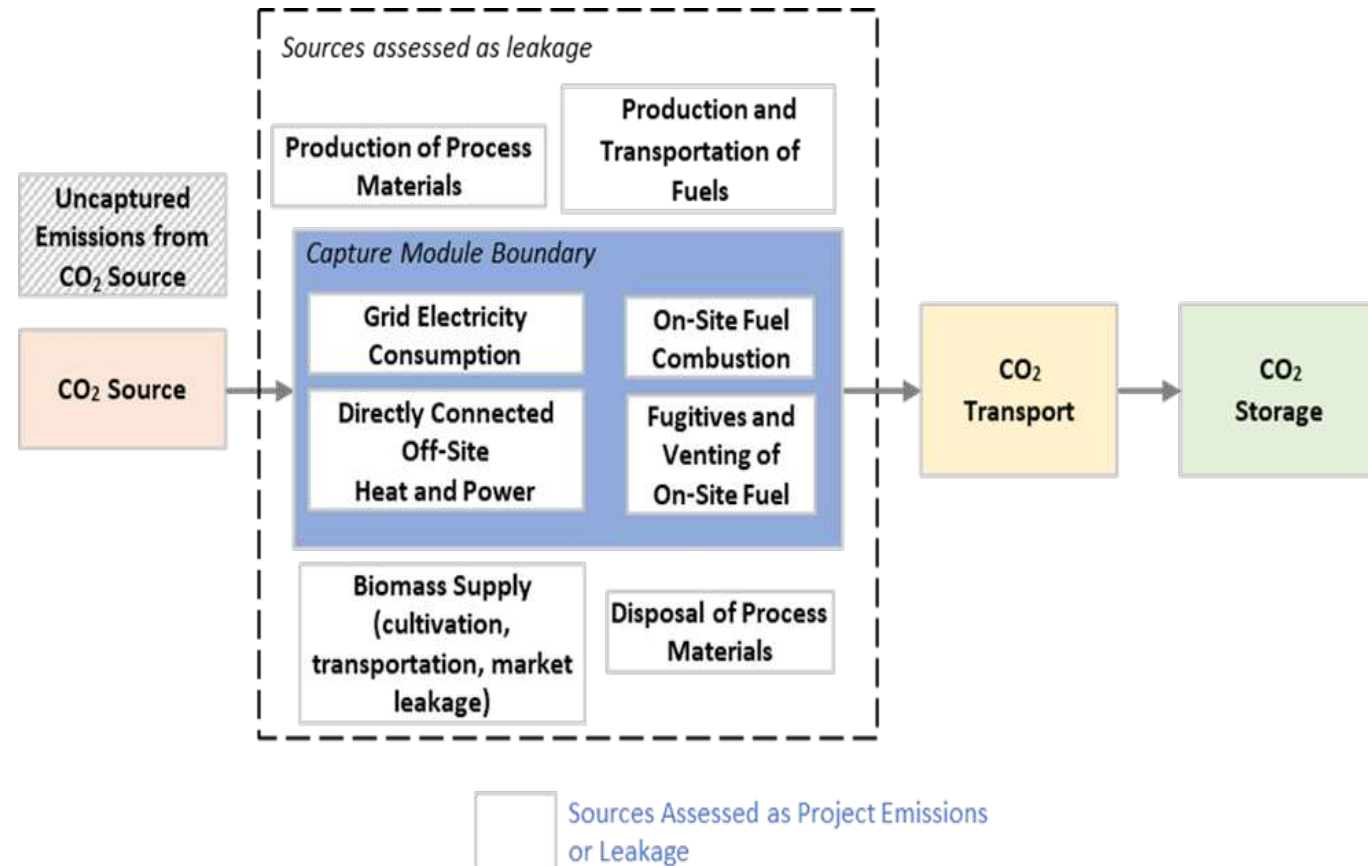 Sources assessed as leakage
Production of Process
Materials
Production and
Transportation of
Fuels
Uncaptured
Emissions from
CO₂ Source
CO₂ Source
Capture Module Boundary
Grid Electricity
Consumption
On-Site Fuel
Combustion
Directly Connected
Off-Site
Heat and Power
Fugitives and
Venting of
On-Site Fuel
CO₂
Transport
CO₂
Storage
Biomass Supply
(cultivation,
transportation, market
leakage)
Disposal of Process
Materials
Sources Assessed as Project Emissions
or Leakage